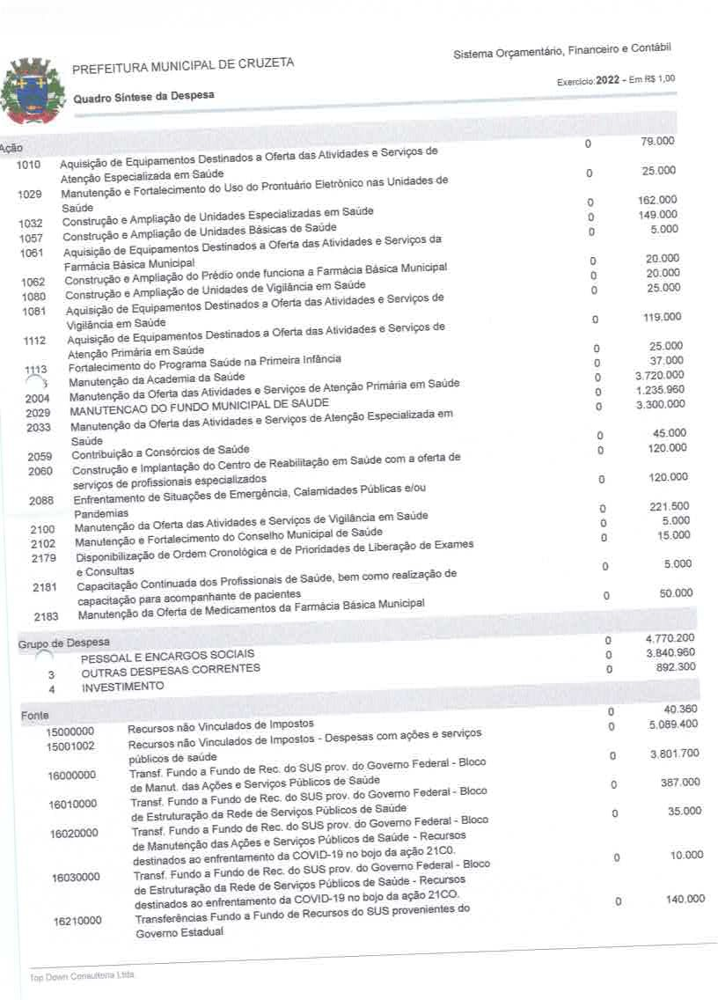 PREFEITURA MUNICIPAL DE CRUZETA
Sistema Orçamentário, Financeiro e Contábil
Quadro Síntese da Despesa
Exercício:2022 - Em R$ 1,00
Ação
1010 Aquisição de Equipamentos Destinados a Oferta das Atividades e Serviços de 0 79.000
Atenção Especializada em Saúde
1029 Manutenção e Fortalecimento do Uso do Prontuário Eletrônico nas Unidades de 0 25.000
Saúde
1032 Construção e Ampliação de Unidades Especializadas em Saúde 0 162.000
1057 Construção e Ampliação de Unidades Básicas de Saúde 0 149.000
1061 Aquisição de Equipamentos Destinados a Oferta das Atividades e Serviços da 0 5.000
Farmácia Básica Municipal
1062 Construção e Ampliação do Prédio onde funciona a Farmácia Básica Municipal 0 20.000
1080 Construção e Ampliação de Unidades de Vigilância em Saúde 0 20.000
1081 Aquisição de Equipamentos Destinados a Oferta das Atividades e Serviços de 0 25.000
Vigilância em Saúde
1112 Aquisição de Equipamentos Destinados a Oferta das Atividades e Serviços de 0 119.000
Atenção Primária em Saúde
1113 Fortalecimento do Programa Saúde na Primeira Infância 0 25.000
Manutenção da Academia da Saúde 0 37.000
2004 Manutenção da Oferta das Atividades e Serviços de Atenção Primária em Saúde 0 3.720.000
2029 MANUTENCAO DO FUNDO MUNICIPAL DE SAUDE 0 1.235.960
2033 Manutenção da Oferta das Atividades e Serviços de Atenção Especializada em 0 3.300.000
Saúde
2059 Contribuição a Consórcios de Saúde 0 45.000
2060 Construção e Implantação do Centro de Reabilitação em Saúde com a oferta de 0 120.000
serviços de profissionais especializados
2088 Enfrentamento de Situações de Emergência, Calamidades Públicas e/ou 0 120.000
Pandemias
2100 Manutenção da Oferta das Atividades e Serviços de Vigilância em Saúde 0 221.500
2102 Manutenção e Fortalecimento do Conselho Municipal de Saúde 0 5.000
2179 Disponibilização de Ordem Cronológica e de Prioridades de Liberação de Exames 0 15.000
e Consultas
2181 Capacitação Continuada dos Profissionais de Saúde, bem como realização de 0 5.000
capacitação para acompanhante de pacientes
2183 Manutenção da Oferta de Medicamentos da Farmácia Básica Municipal 0 50.000
Grupo de Despesa
PESSOAL E ENCARGOS SOCIAIS 0 4.770.200
3 OUTRAS DESPESAS CORRENTES 0 3.840.960
4 INVESTIMENTO 0 892.300
Fonte
15000000 Recursos não Vinculados de Impostos 0 40.360
15001002 Recursos não Vinculados de Impostos - Despesas com ações e serviços 0 5.089.400
públicos de saúde
16000000 Transf. Fundo a Fundo de Rec. do SUS prov. do Governo Federal - Bloco 0 3.801.700
de Manut. das Ações e Serviços Públicos de Saúde
16010000 Transf. Fundo a Fundo de Rec. do SUS prov. do Governo Federal - Bloco 0 387.000
de Estruturação da Rede de Serviços Públicos de Saúde
16020000 Transf. Fundo a Fundo de Rec. do SUS prov. do Governo Federal - Bloco 0 35.000
de Manutenção das Ações e Serviços Públicos de Saúde - Recursos
destinados ao enfrentamento da COVID-19 no bojo da ação 21C0.
16030000 Transf. Fundo a Fundo de Rec. do SUS prov. do Governo Federal - Bloco 0 10.000
de Estruturação da Rede de Serviços Públicos de Saúde - Recursos
destinados ao enfrentamento da COVID-19 no bojo da ação 21CO.
16210000 Transferências Fundo a Fundo de Recursos do SUS provenientes do 0 140.000
Governo Estadual
Top Down Consultoria Ltda.